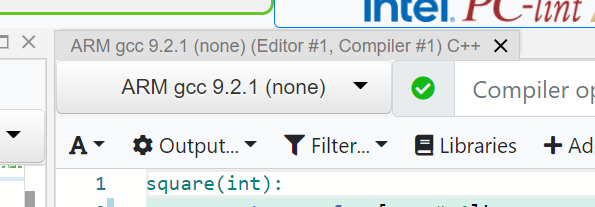 intel. PC-lint
ARM gcc 9.2.1 (none) (Editor #1, Compiler #1) C++ X
ARM gcc 9.2.1 (none)
Compiler op
A Output... Filter... Libraries + Ad
1 square(int):